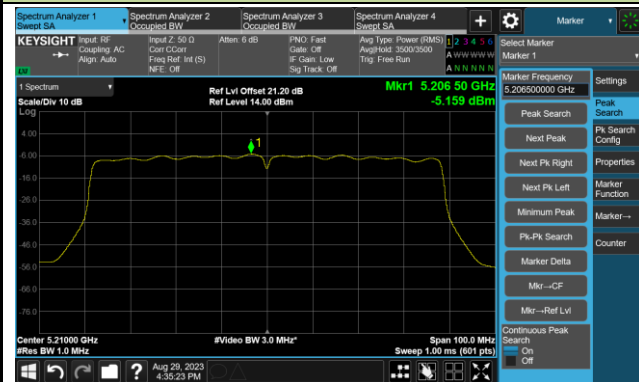 Spectrum Analyzer 1
Swept SA
Spectrum Analyzer 2
Occupied BW
Spectrum Analyzer 3
Occupied BW
Spectrum Analyzer 4
Swept SA
Marker
KEYSIGHT
Input: RF
Coupling: AC
Align: Auto
Input Z: 50 Ω
Corr CCorr
Freq Ref: Int (S)
NFE: Off
Atten: 6 dB
PNO: Fast
Gate: Off
IF Gain: Low
Sig Track: Off
Avg Type: Power (RMS)
Avg|Hold: 3500/3500
Trig: Free Run
1 2 3 4 5 6
A W W W W W
A N N N N N
LVI
Select Marker
Marker 1
1 Spectrum
Scale/Div 10 dB
Log
Ref Lvl Offset 21.20 dB
Ref Level 14.00 dBm
Mkr1 5.206 50 GHz
-5.159 dBm
4.00
-6.00
-16.0
-26.0
-36.0
-46.0
-56.0
-66.0
-76.0
1
Center 5.21000 GHz
#Res BW 1.0 MHz
#Video BW 3.0 MHz*
Span 100.0 MHz
Sweep 1.00 ms (601 pts)
Marker Frequency
5.206500000 GHz
Peak Search
Next Peak
Next Pk Right
Next Pk Left
Minimum Peak
Pk-Pk Search
Marker Delta
Mkr→CF
Mkr→Ref Lvl
Continuous Peak
Search
On
Off
Settings
Peak
Search
Pk Search
Config
Properties
Marker
Function
Marker→
Counter
Aug 29, 2023
4:35:23 PM